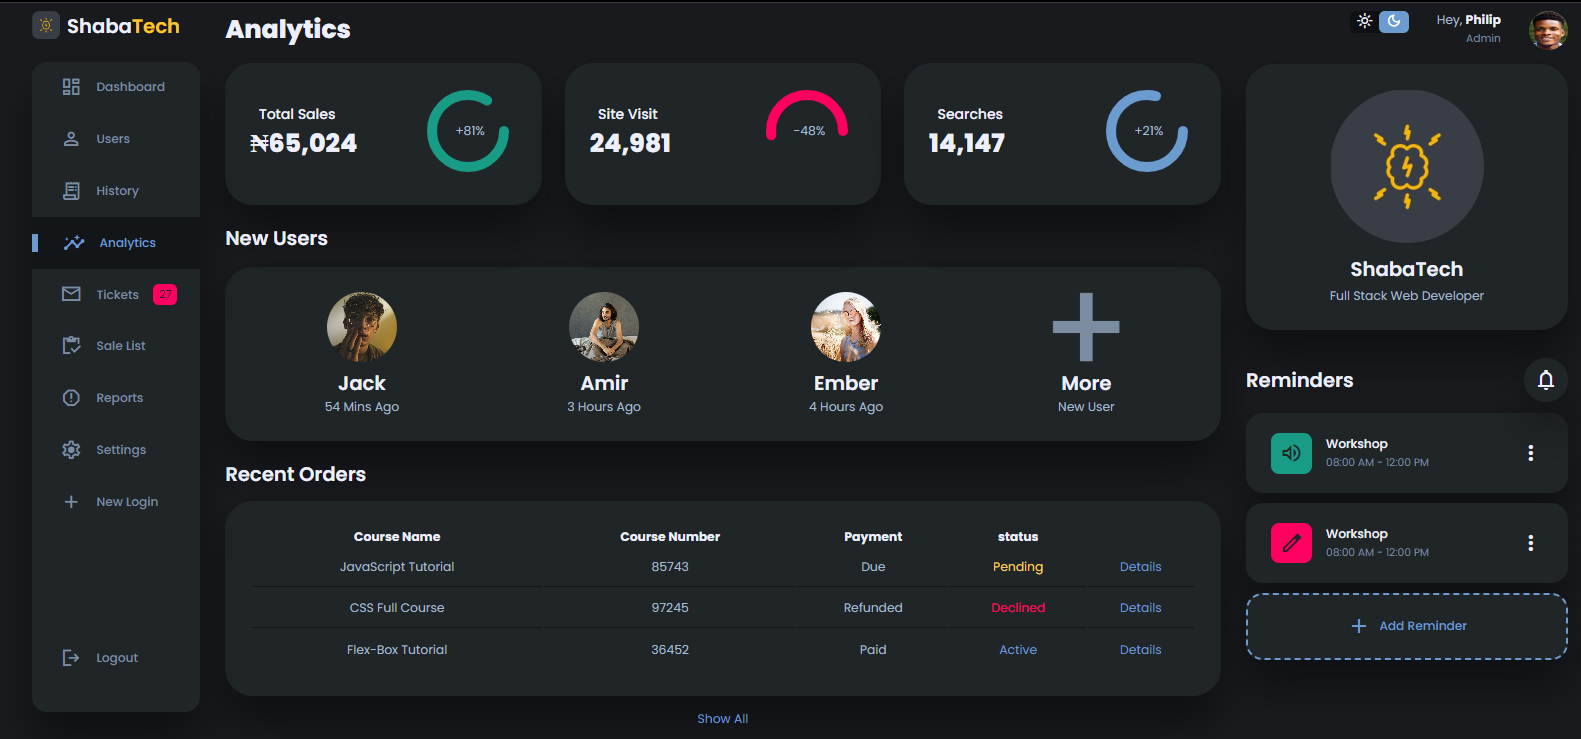 ShabaTech
Dashboard
Users
History
Analytics
Tickets 27
Sale List
Reports
Settings
New Login
Logout
Analytics
Total Sales
₦65,024
+81%
Site Visit
24,981
-48%
Searches
14,147
+21%
New Users
Jack
54 Mins Ago
Amir
3 Hours Ago
Ember
4 Hours Ago
More
New User
Recent Orders
Course Name Course Number Payment status
JavaScript Tutorial 85743 Due Pending Details
CSS Full Course 97245 Refunded Declined Details
Flex-Box Tutorial 36452 Paid Active Details
Show All
Hey, Philip
Admin
ShabaTech
Full Stack Web Developer
Reminders
Workshop
08:00 AM - 12:00 PM
Workshop
08:00 AM - 12:00 PM
Add Reminder